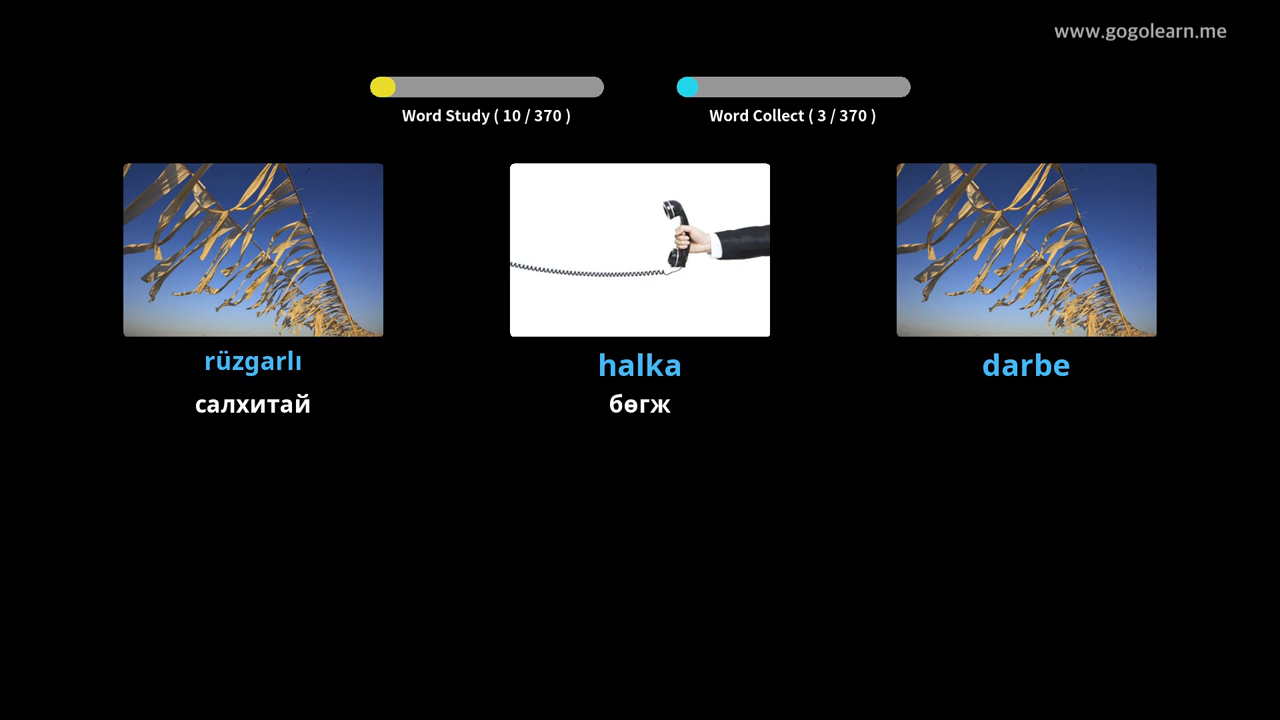 www.gogolearn.me
Word Study ( 10 / 370 )
Word Collect ( 3 / 370 )
rüzgarlı
салхитай
halka
бөгж
darbe